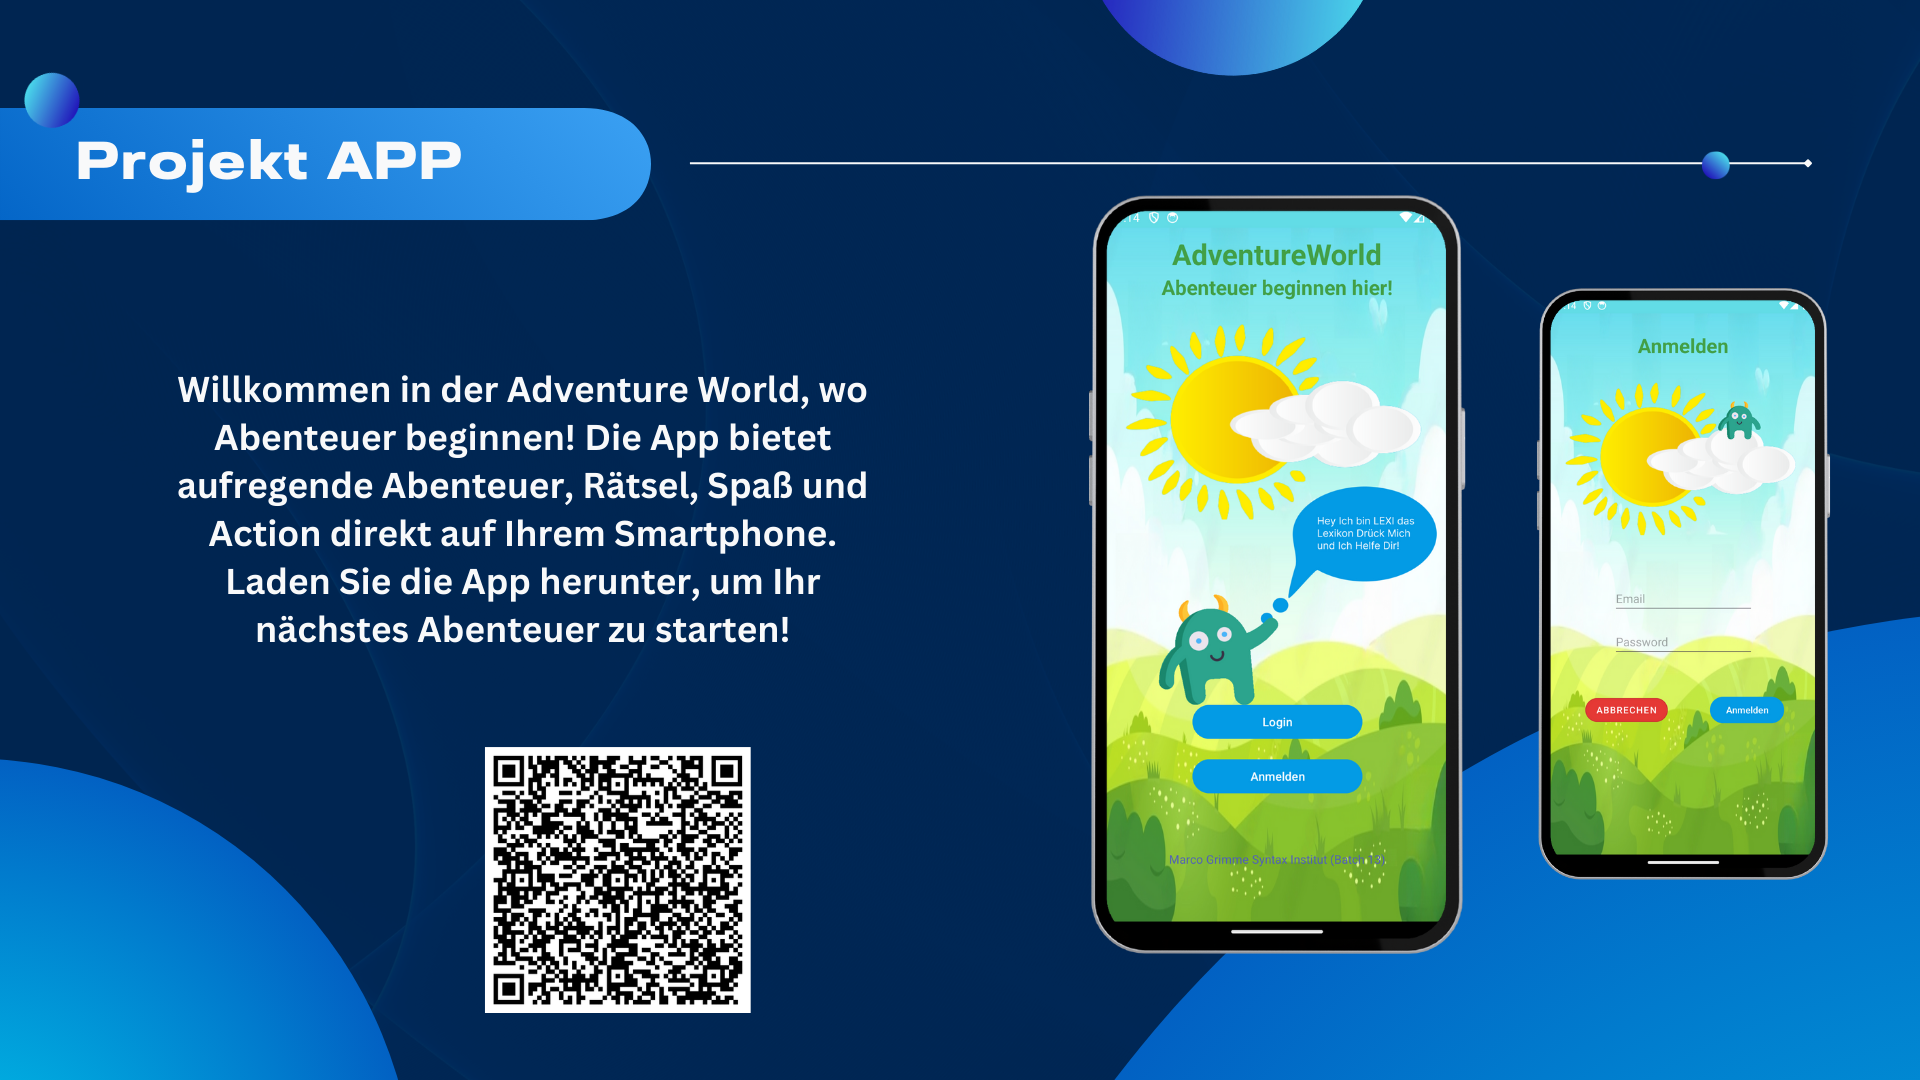 Projekt APP
Willkommen in der Adventure World, wo
Abenteuer beginnen! Die App bietet
aufregende Abenteuer, Rätsel, Spaß und
Action direkt auf Ihrem Smartphone.
Laden Sie die App herunter, um Ihr
nächstes Abenteuer zu starten!
AdventureWorld
Abenteuer beginnen hier!
Hey Ich bin LEXI das
Lexikon Drück Mich
und Ich Helfe Dir!
Login
Anmelden
Marco Grimme Syntax Institut (Batch 13)
Anmelden
Email
Password
ABBRECHEN
Anmelden